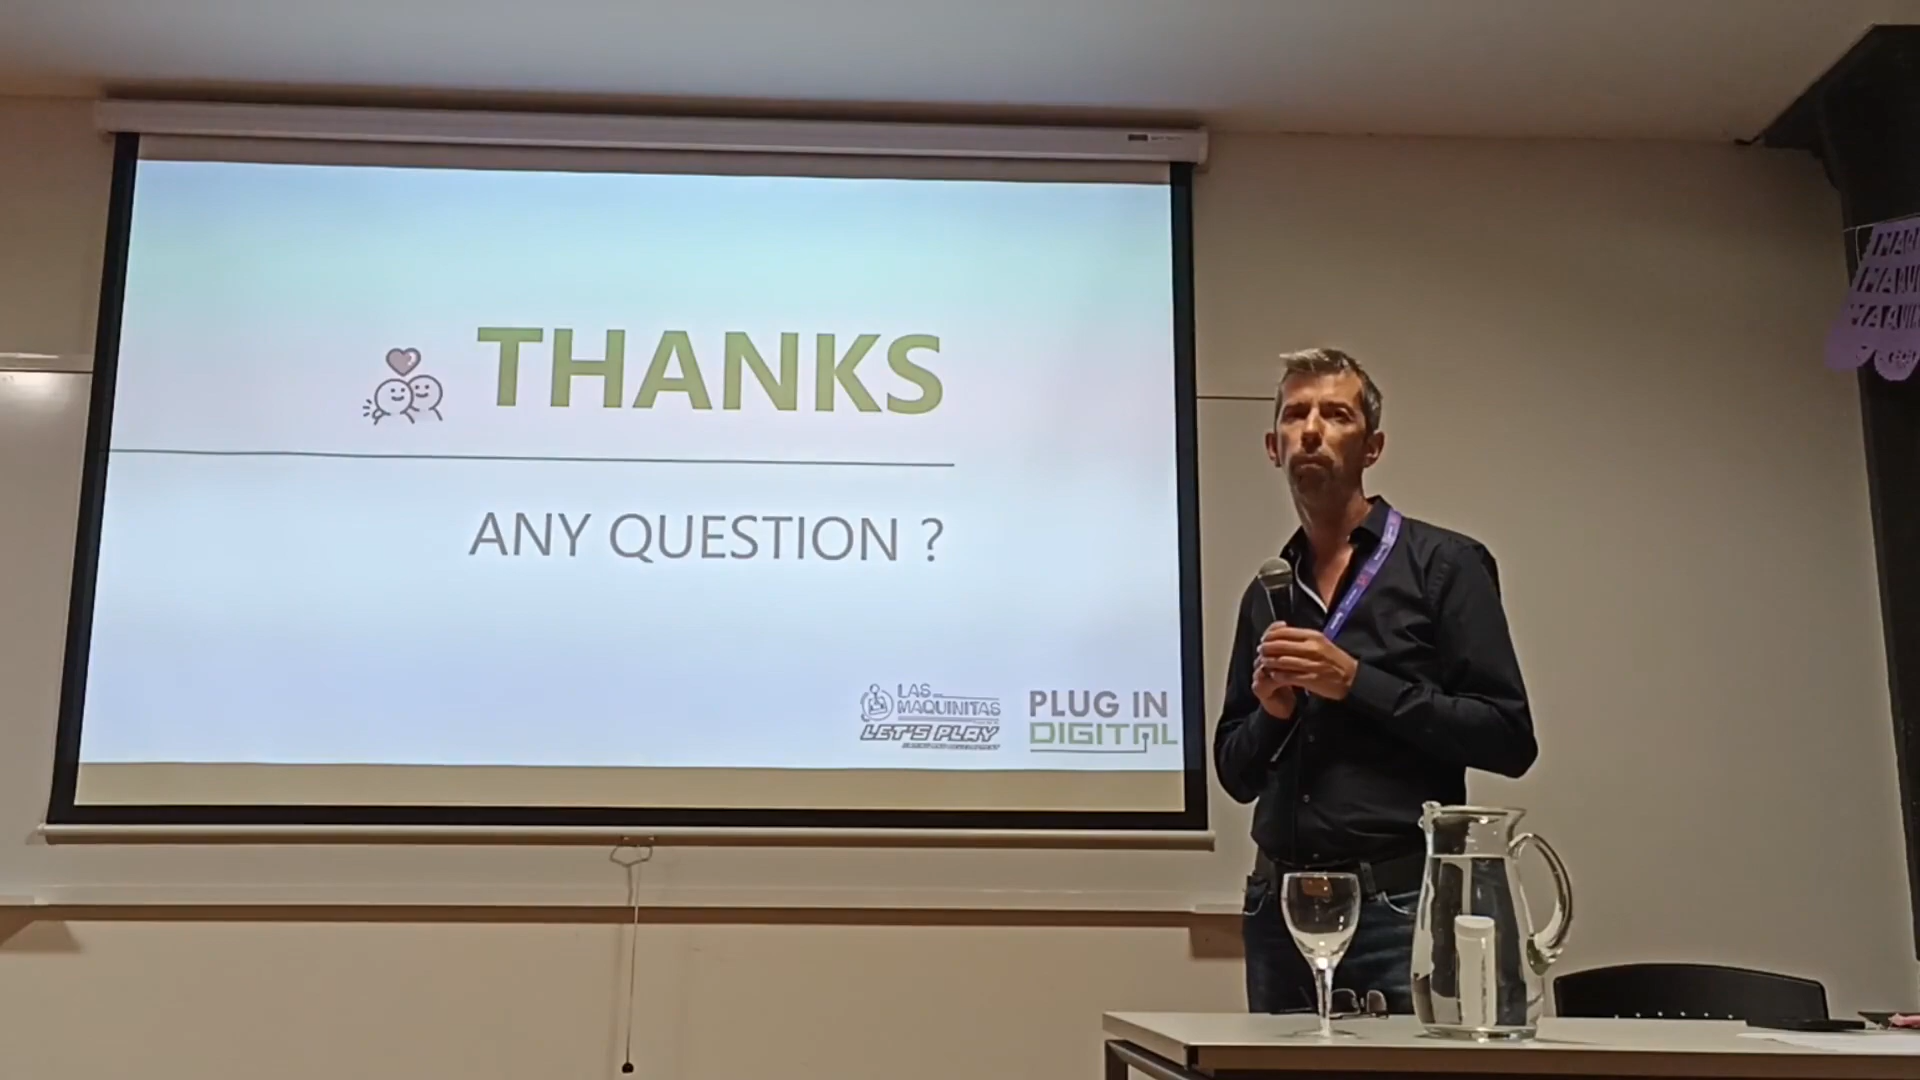 THANKS
ANY QUESTION ?
LAS
MAQUINITAS
LET'S PLAY
PLUG IN
DIGITAL